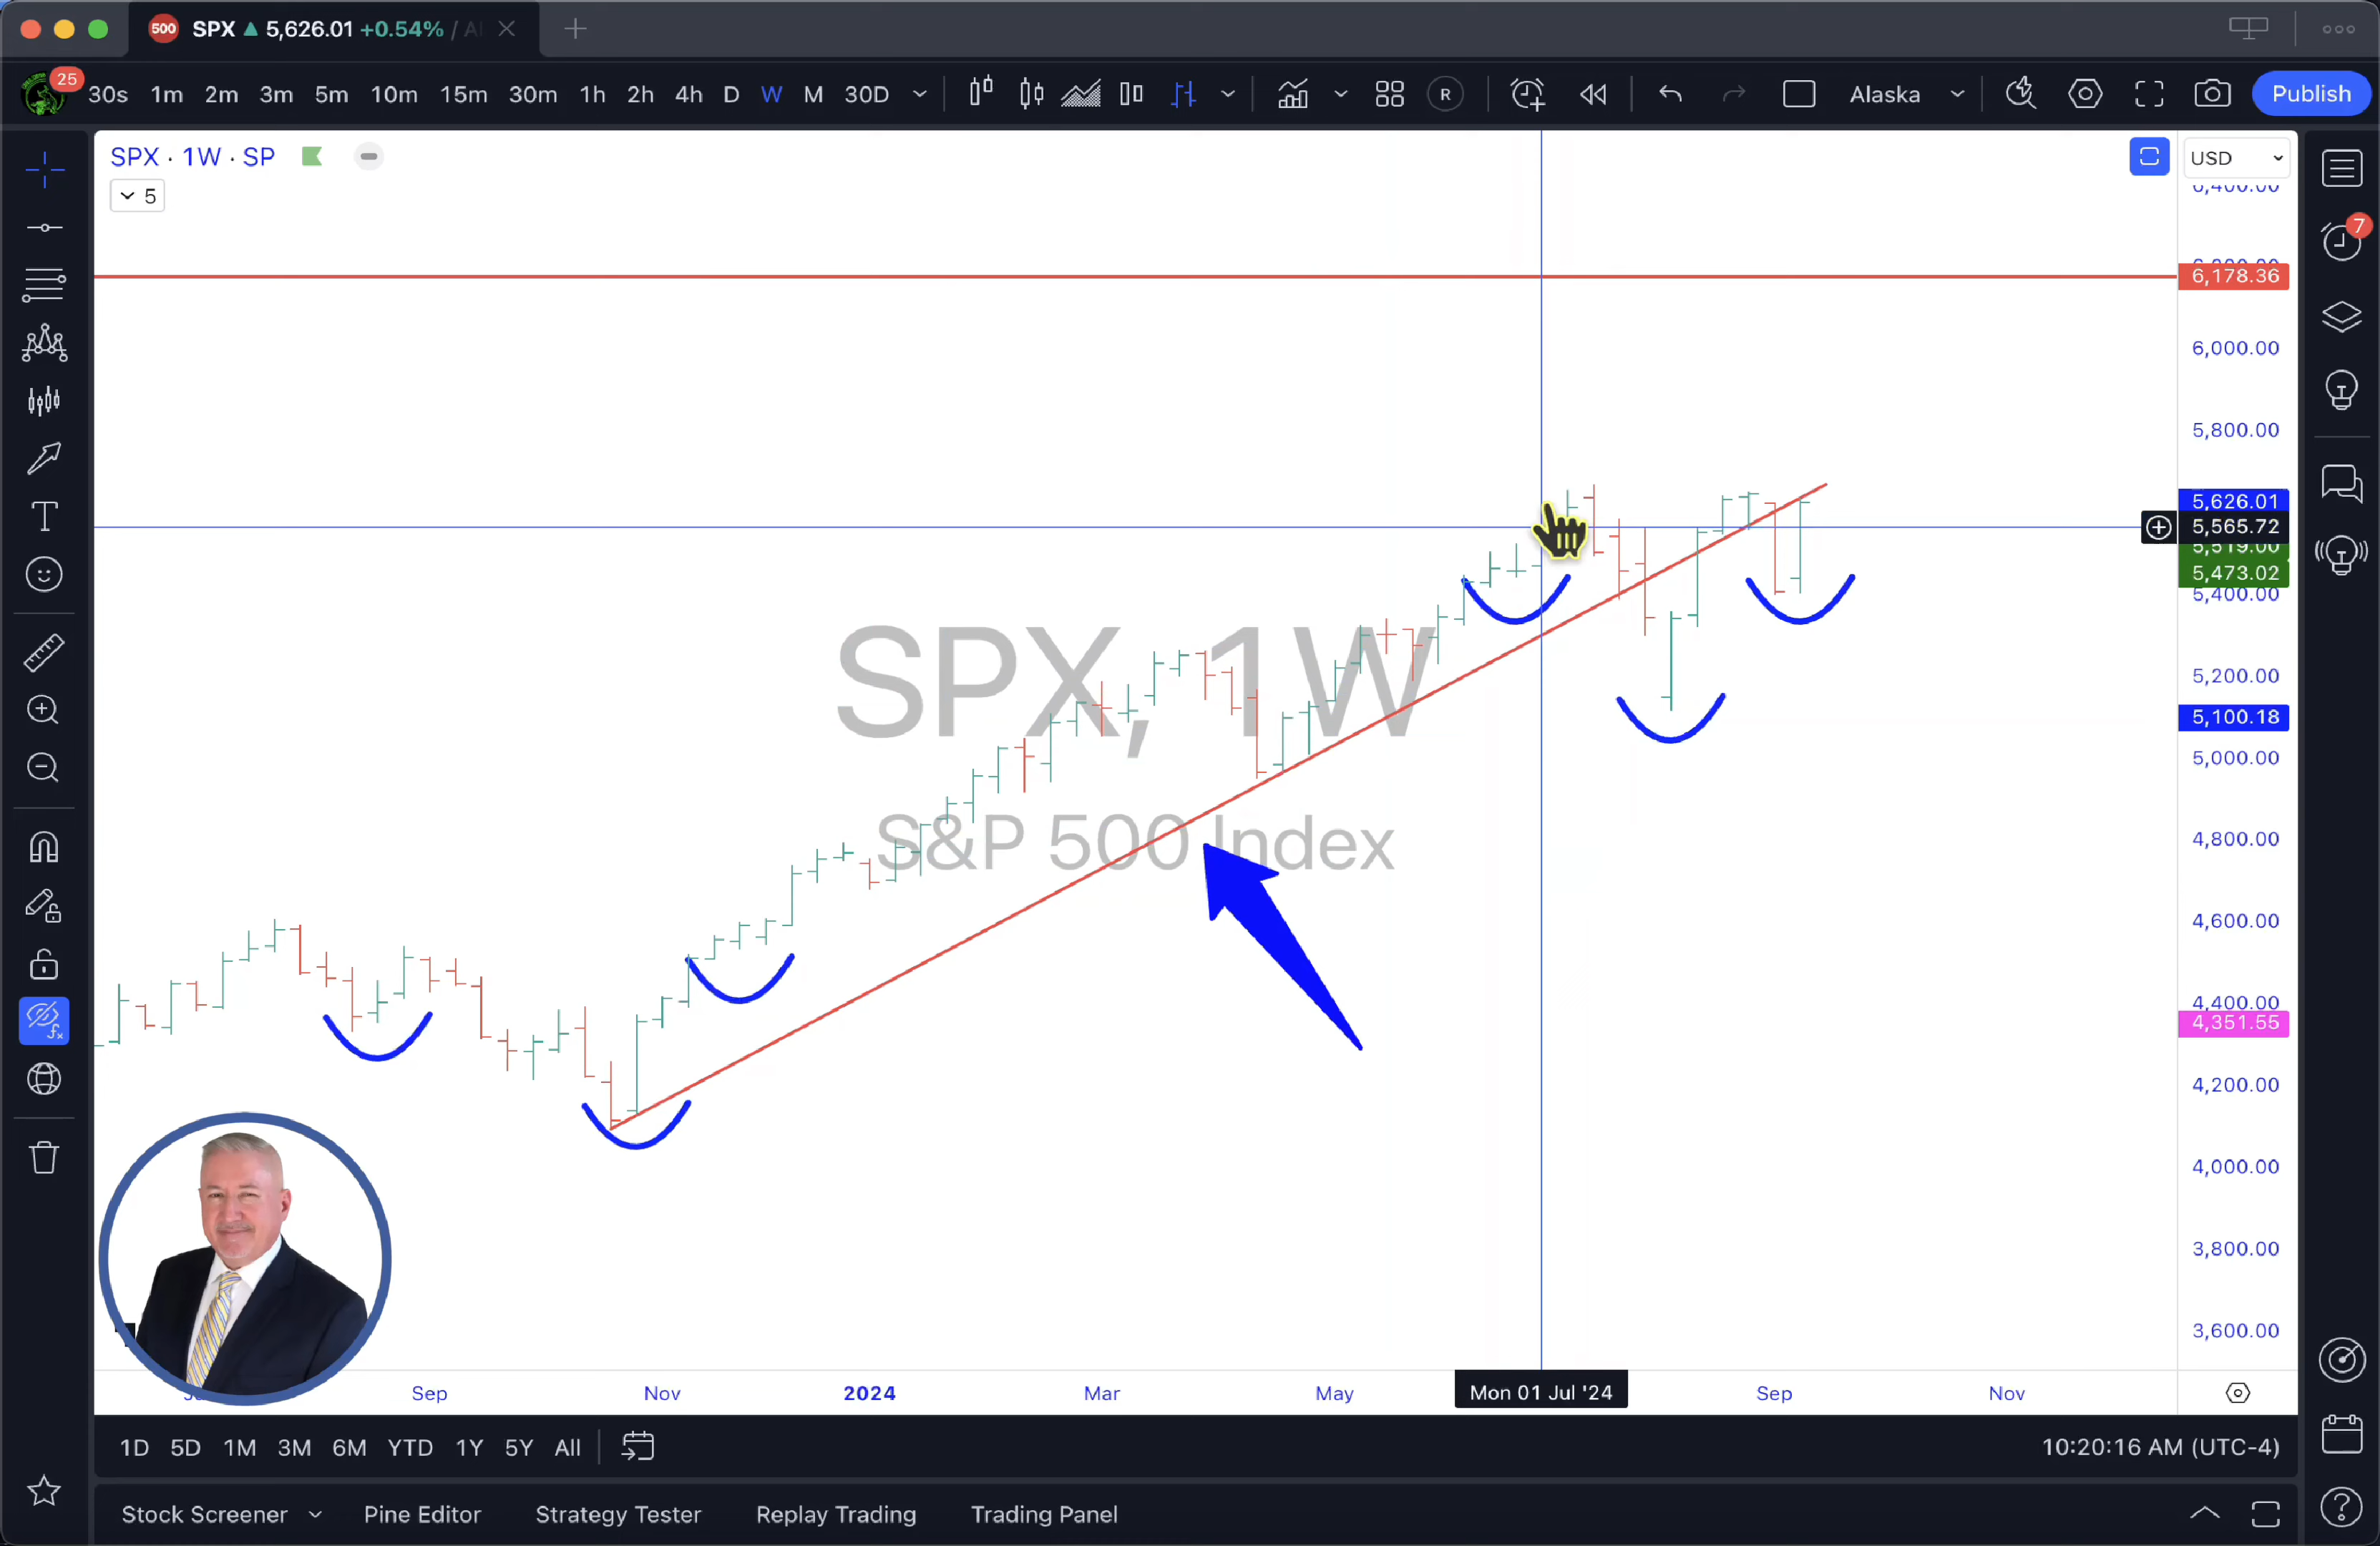 500 SPX ▲ 5,626.01 +0.54% /
25 30s 1m 2m 3m 5m 10m 15m 30m 1h 2h 4h D W M 30D R Alaska Publish
SPX · 1W · SP
USD
5
7
6,178.36
6,000.00
5,800.00
5,626.01
5,565.72
5,519.00
5,473.02
5,400.00
5,200.00
5,100.18
5,000.00
4,800.00
4,600.00
4,400.00
4,351.55
4,200.00
4,000.00
3,800.00
3,600.00
SPX, 1W
S&P 500 Index
Sep Nov 2024 Mar May Mon 01 Jul '24 Sep Nov
1D 5D 1M 3M 6M YTD 1Y 5Y All 10:20:16 AM (UTC-4)
Stock Screener Pine Editor Strategy Tester Replay Trading Trading Panel